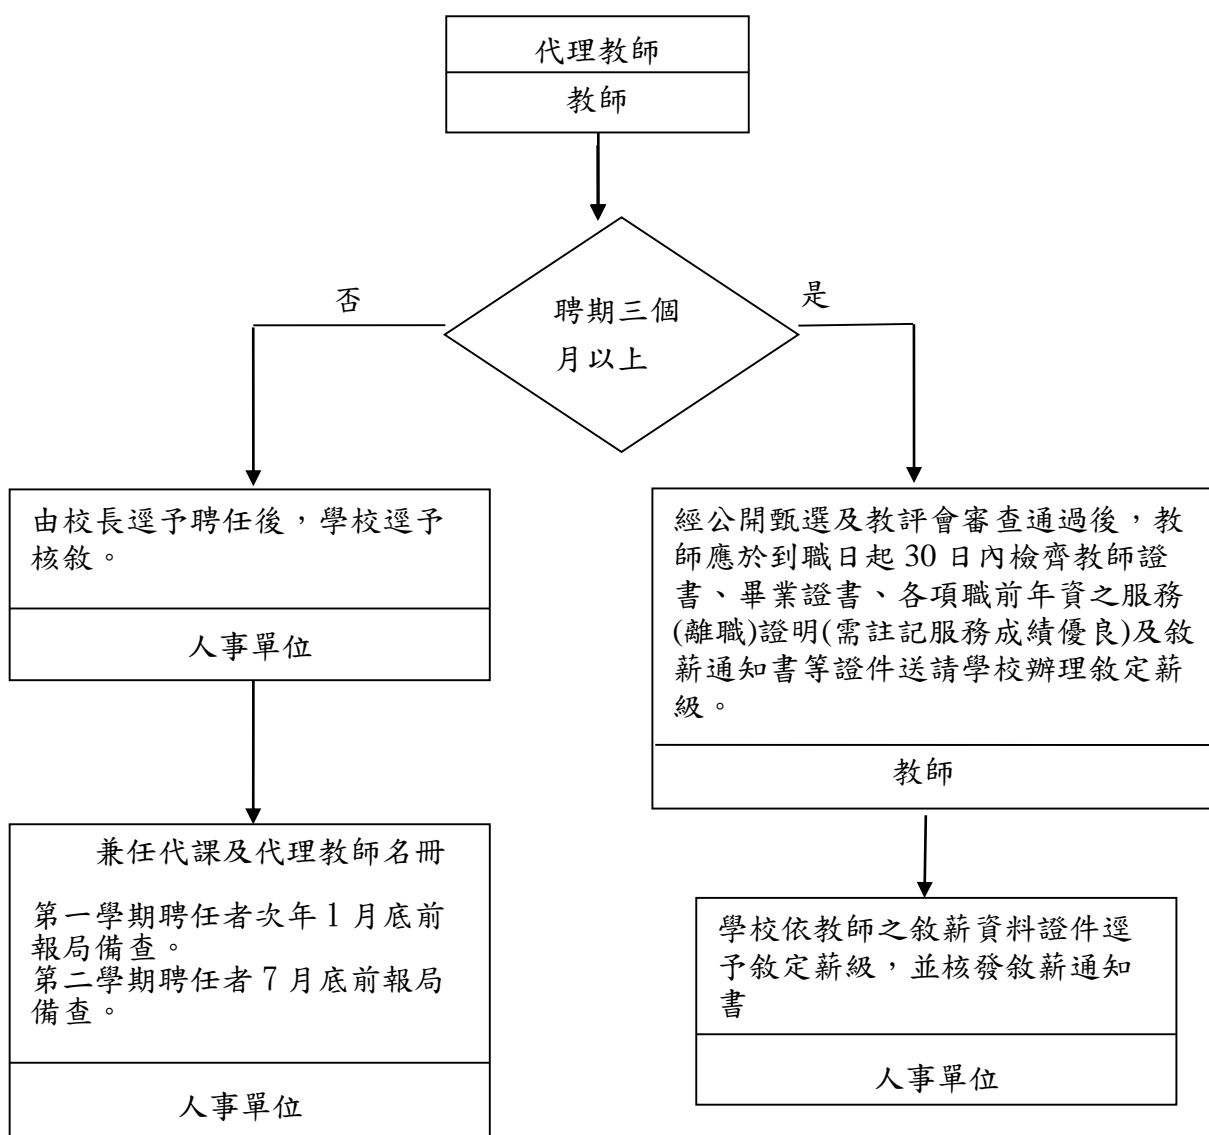 代理教師
教師
聘期三個
月以上
否
是
由校長逕予聘任後，學校逕予
核敘。
人事單位
兼任代課及代理教師名冊
第一學期聘任者次年 1 月底前
報局備查。
第二學期聘任者 7 月底前報局
備查。
人事單位
經公開甄選及教評會審查通過後，教
師應於到職日起 30 日內檢齊教師證
書、畢業證書、各項職前年資之服務
(離職)證明(需註記服務成績優良)及敘
薪通知書等證件送請學校辦理敘定薪
級。
教師
學校依教師之敘薪資料證件逕
予敘定薪級，並核發敘薪通知
書
人事單位